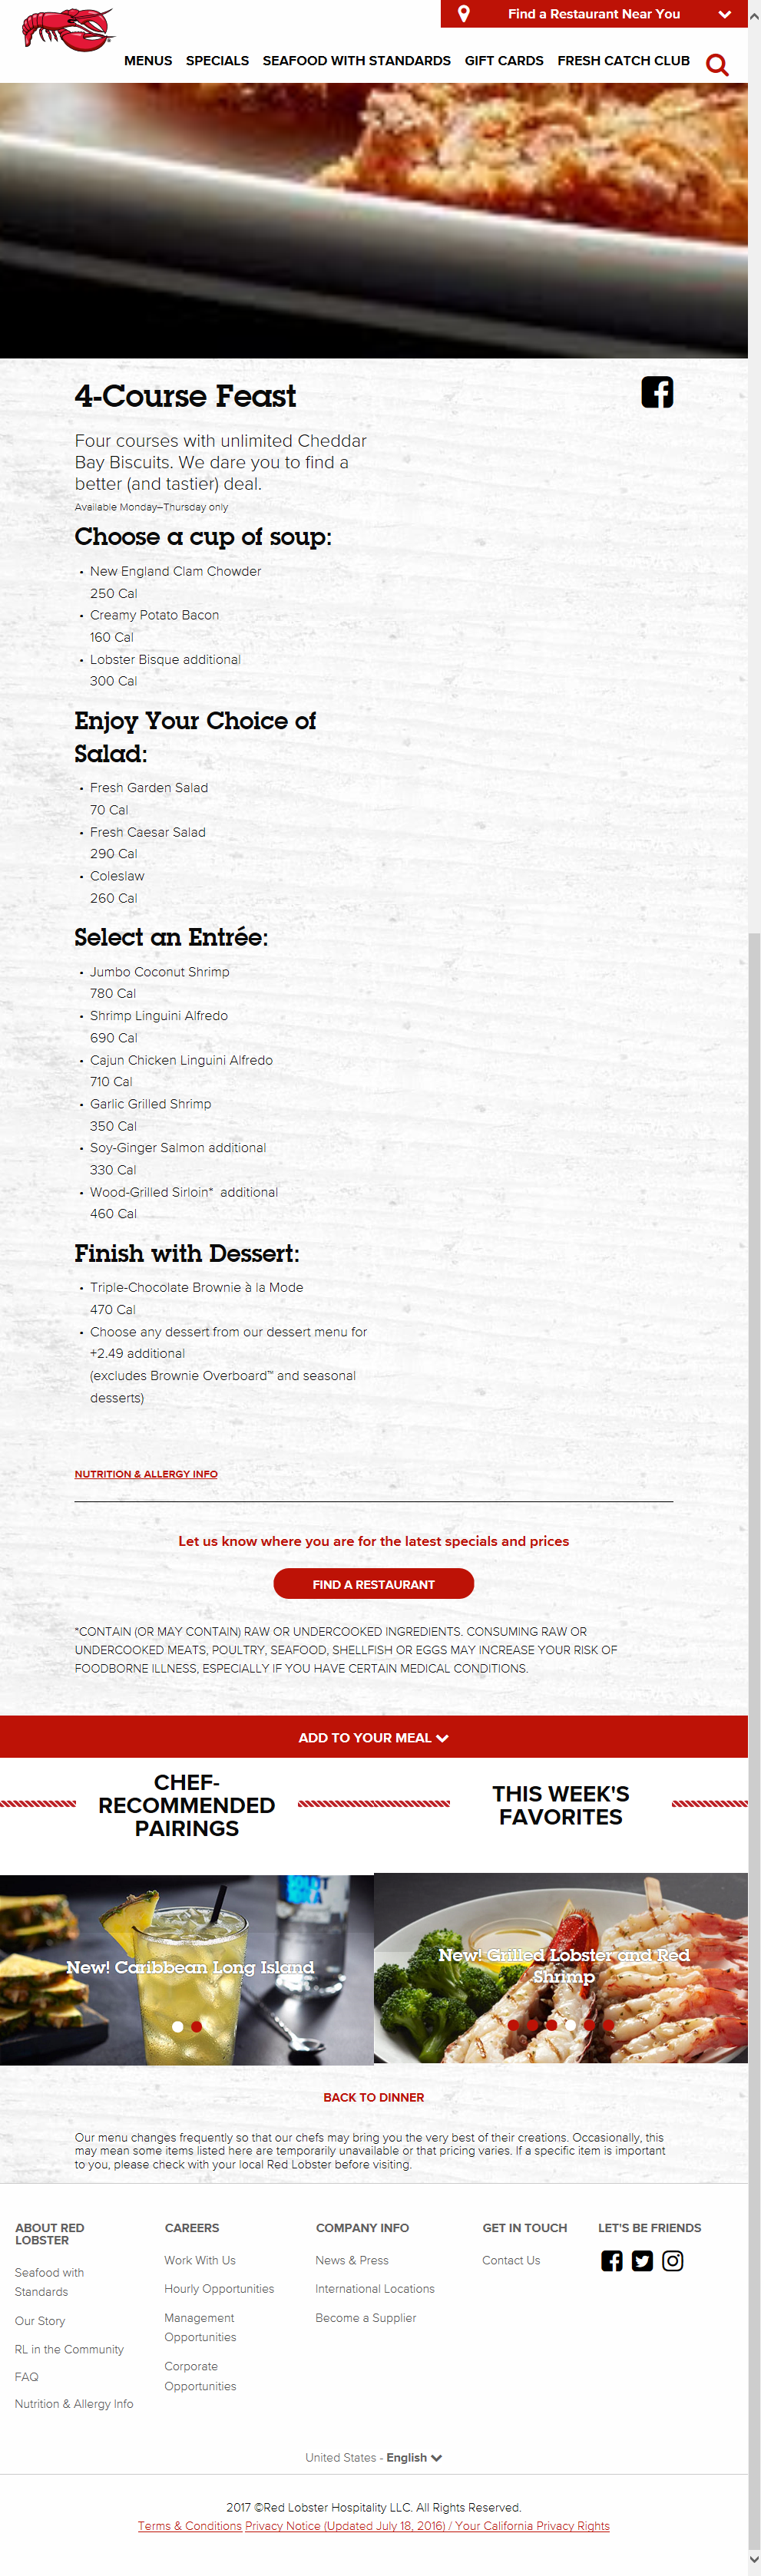 Find a Restaurant Near You
MENUS SPECIALS SEAFOOD WITH STANDARDS GIFT CARDS FRESH CATCH CLUB
4-Course Feast
Four courses with unlimited Cheddar
Bay Biscuits. We dare you to find a
better (and tastier) deal.
Available Monday–Thursday only
Choose a cup of soup:
• New England Clam Chowder
250 Cal
• Creamy Potato Bacon
160 Cal
• Lobster Bisque additional
300 Cal
Enjoy Your Choice of
Salad:
• Fresh Garden Salad
70 Cal
• Fresh Caesar Salad
290 Cal
• Coleslaw
260 Cal
Select an Entrée:
• Jumbo Coconut Shrimp
780 Cal
• Shrimp Linguini Alfredo
690 Cal
• Cajun Chicken Linguini Alfredo
710 Cal
• Garlic Grilled Shrimp
350 Cal
• Soy-Ginger Salmon additional
330 Cal
• Wood-Grilled Sirloin* additional
460 Cal
Finish with Dessert:
• Triple-Chocolate Brownie à la Mode
470 Cal
• Choose any dessert from our dessert menu for
+2.49 additional
(excludes Brownie Overboard™ and seasonal
desserts)
NUTRITION & ALLERGY INFO
Let us know where you are for the latest specials and prices
FIND A RESTAURANT
*CONTAIN (OR MAY CONTAIN) RAW OR UNDERCOOKED INGREDIENTS. CONSUMING RAW OR
UNDERCOOKED MEATS, POULTRY, SEAFOOD, SHELLFISH OR EGGS MAY INCREASE YOUR RISK OF
FOODBORNE ILLNESS, ESPECIALLY IF YOU HAVE CERTAIN MEDICAL CONDITIONS.
ADD TO YOUR MEAL
CHEF-
RECOMMENDED
PAIRINGS
New! Caribbean Long Island
THIS WEEK'S
FAVORITES
New! Grilled Lobster and Red
Shrimp
BACK TO DINNER
Our menu changes frequently so that our chefs may bring you the very best of their creations. Occasionally, this
may mean some items listed here are temporarily unavailable or that pricing varies. If a specific item is important
to you, please check with your local Red Lobster before visiting.
ABOUT RED
LOBSTER
Seafood with
Standards
Our Story
RL in the Community
FAQ
Nutrition & Allergy Info
CAREERS
Work With Us
Hourly Opportunities
Management
Opportunities
Corporate
Opportunities
COMPANY INFO
News & Press
International Locations
Become a Supplier
GET IN TOUCH
Contact Us
LET'S BE FRIENDS
United States - English
2017 ©Red Lobster Hospitality LLC. All Rights Reserved.
Terms & Conditions Privacy Notice (Updated July 18, 2016) / Your California Privacy Rights